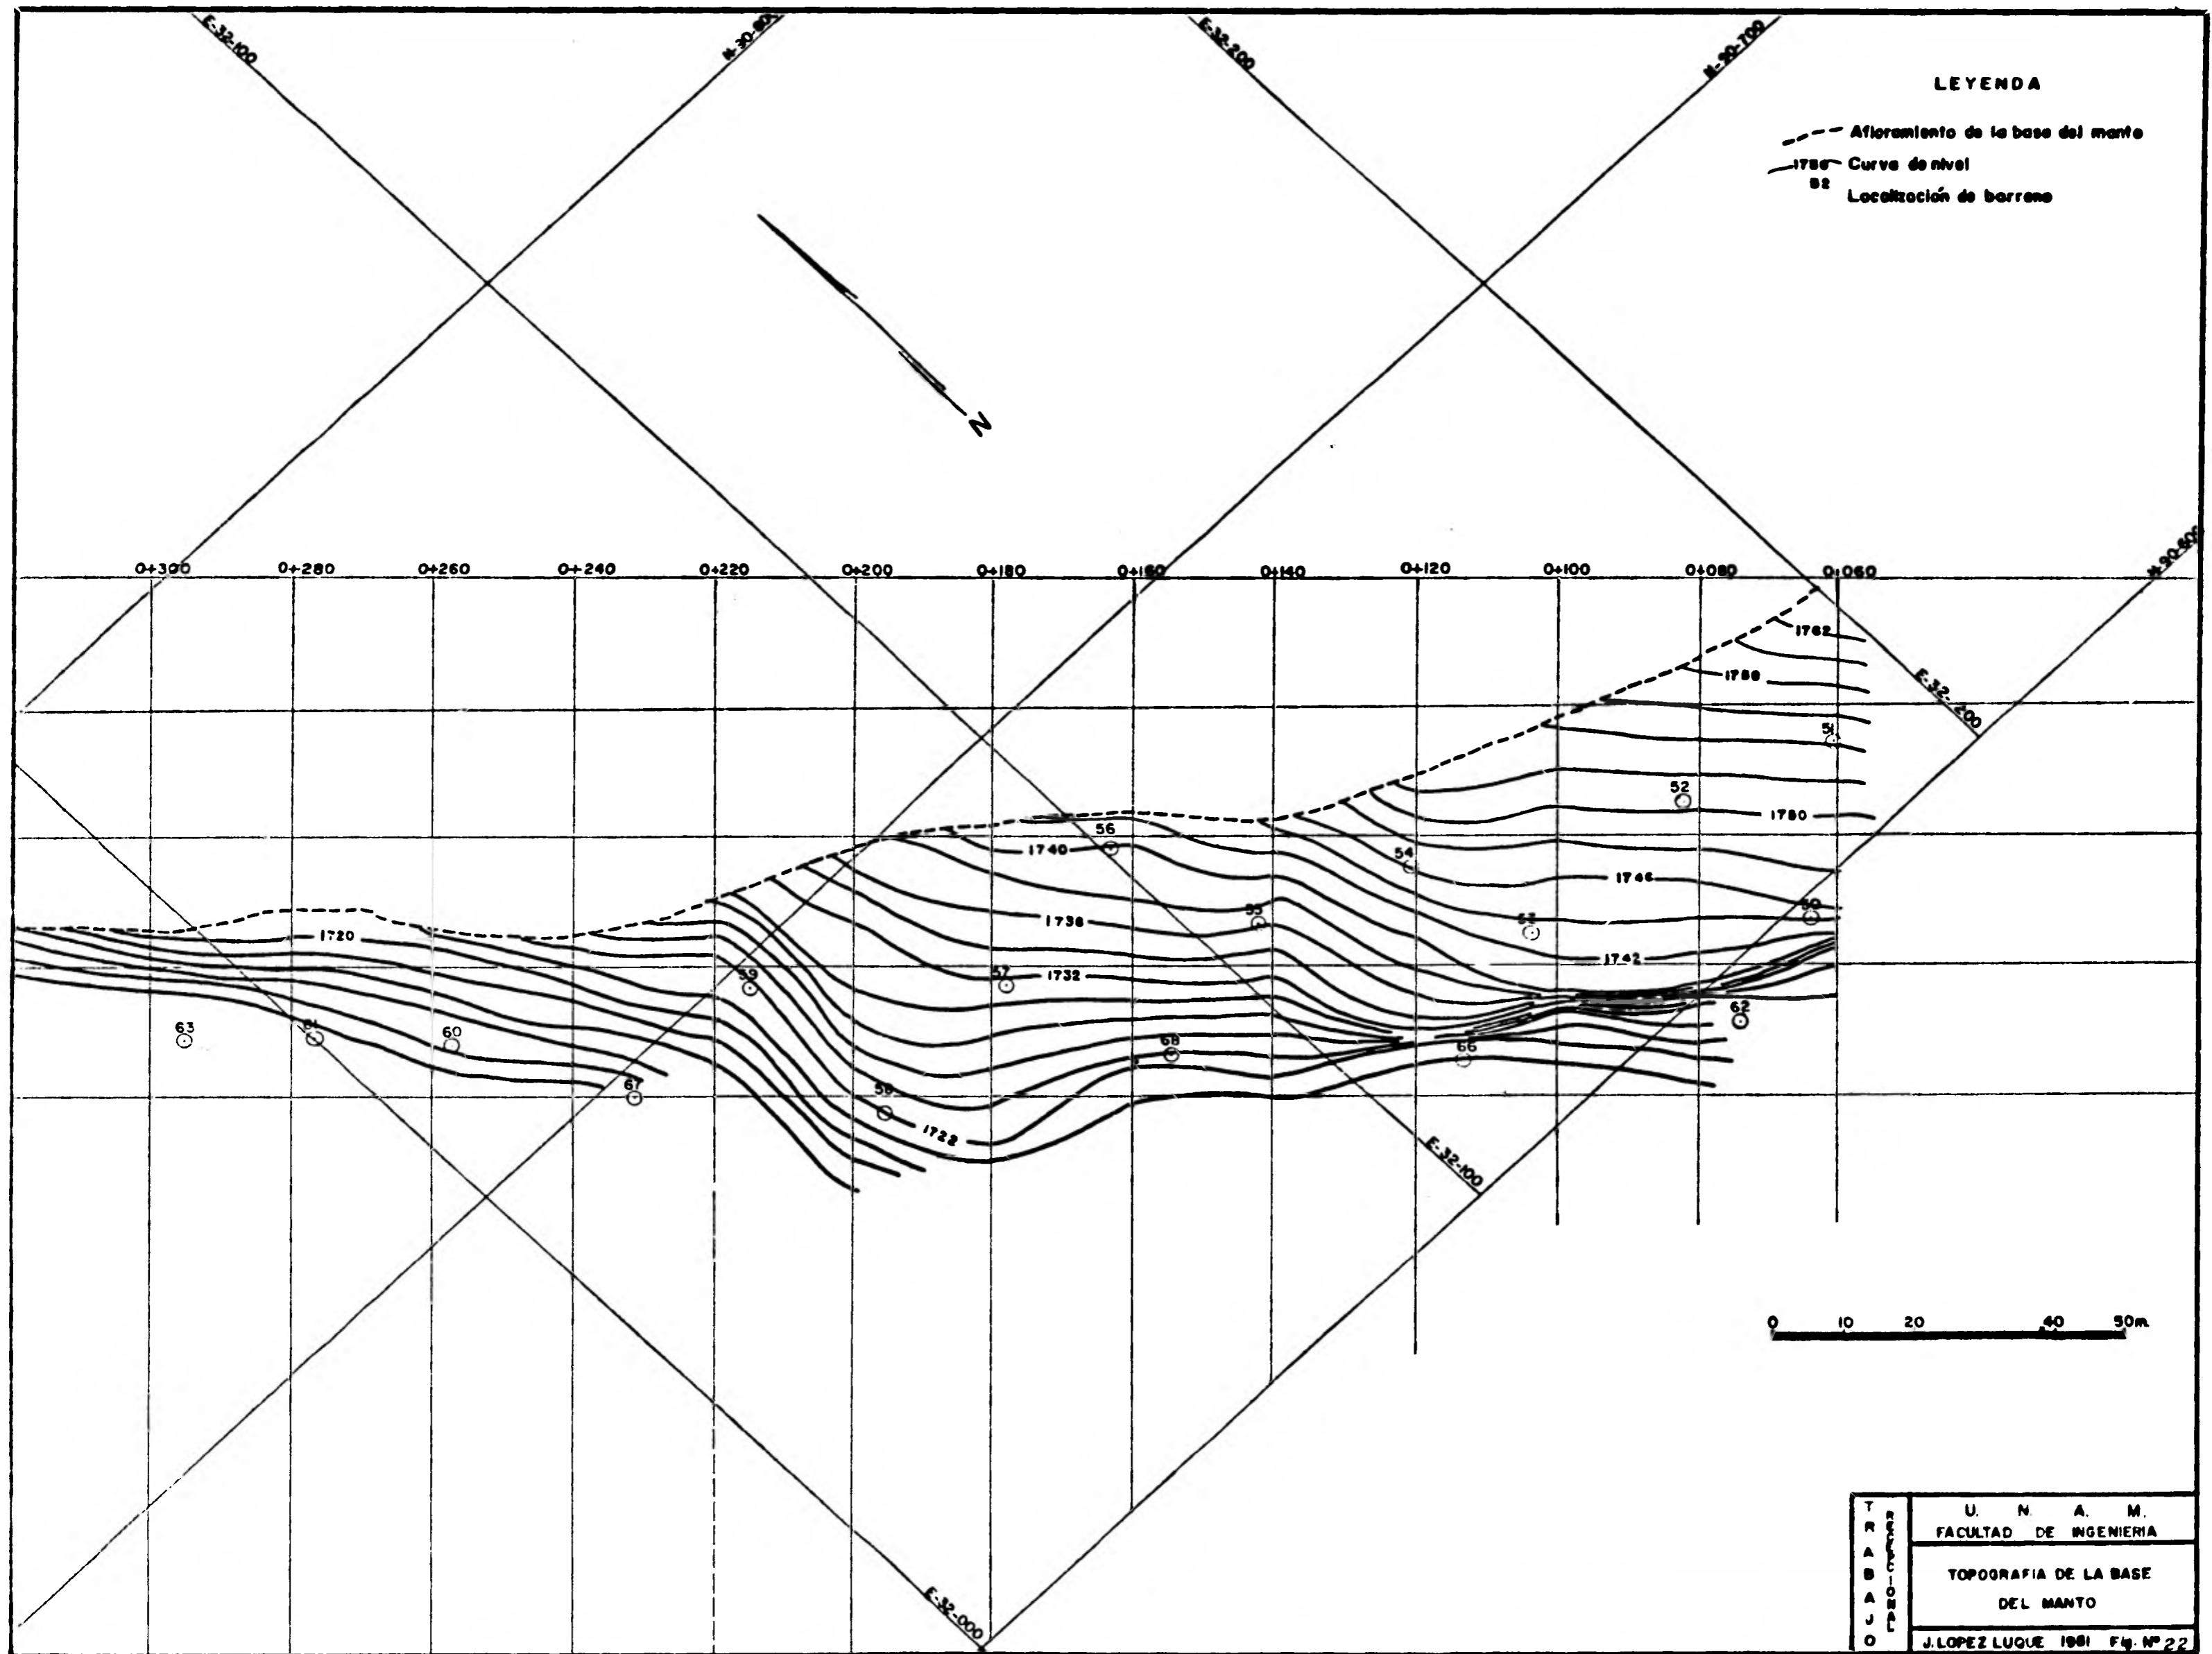 E-32-100
E-32-200
N-90-700
LEYENDA
Afloramiento de la base del manto
1756 Curva de nivel
52
Localización de barreno
N
N-90-600
0+300 0+280 0+260 0+240 0+220 0+200 0+180 0+160 0+140 0+120 0+100 0+080 0+060
1762
1758
E-32-200
51
52
1750
56
1740
54
1746
50
55
53
1738
1720
1742
59
57
1732
63
61
60
68
66
62
67
58
1722
E-32-100
0 10 20 40 50m.
E-32-000
TRABAJO
RECEPCIONAL
U. N. A. M.
FACULTAD DE INGENIERIA
TOPOGRAFIA DE LA BASE
DEL MANTO
J. LOPEZ LUQUE 1981 Fig. Nº 22